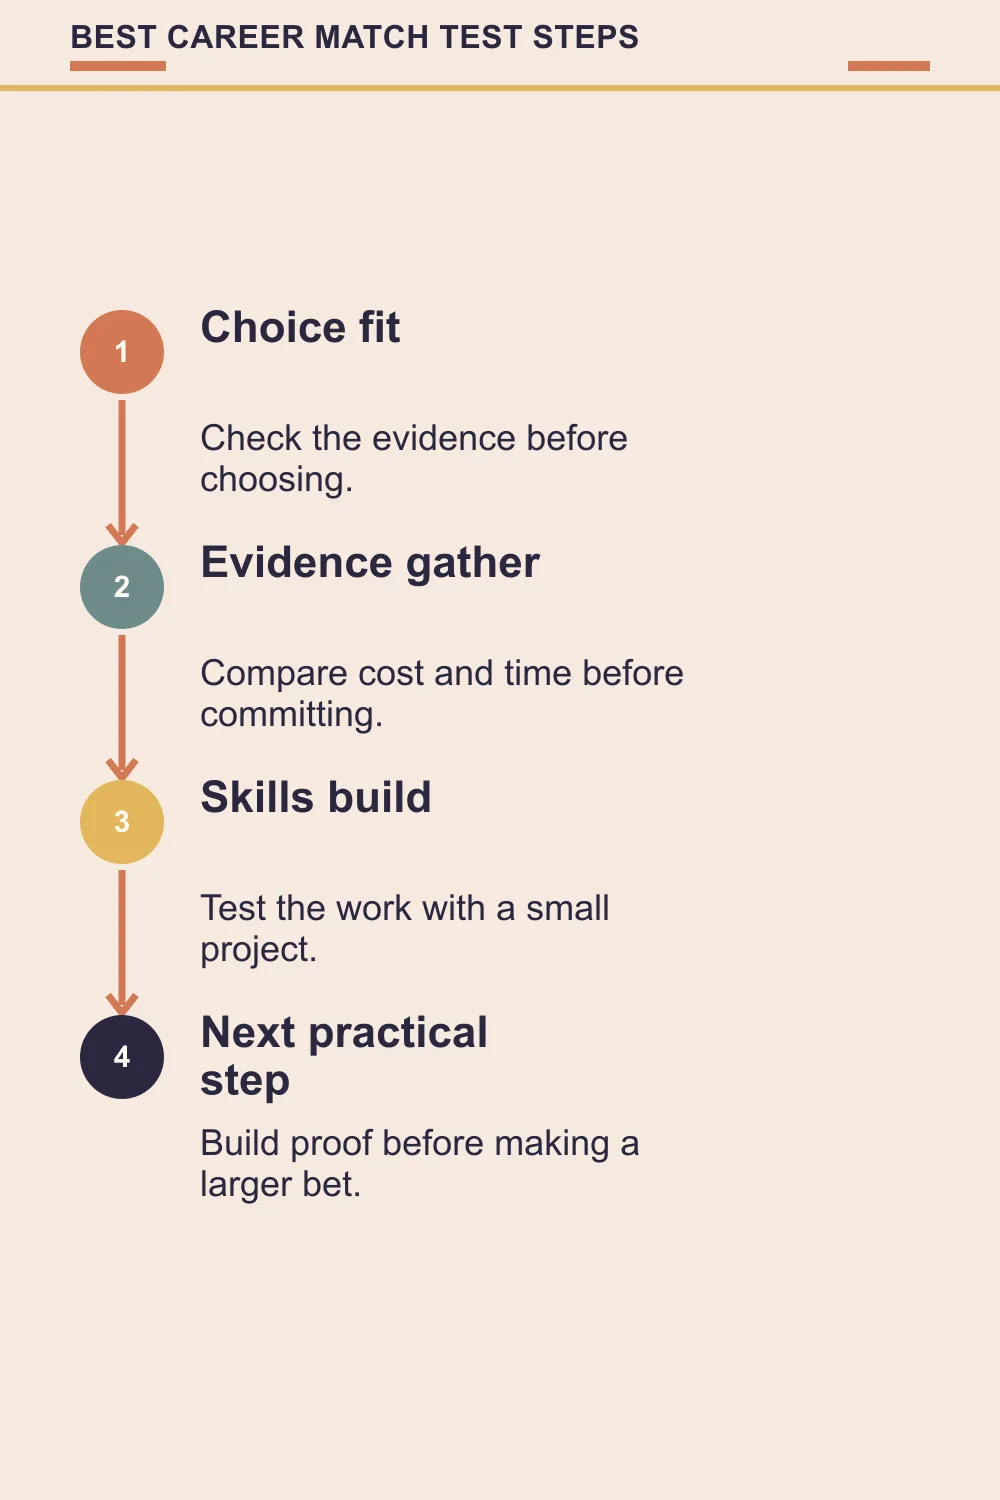 BEST CAREER MATCH TEST STEPS
1
Choice fit
Check the evidence before
choosing.
2
Evidence gather
Compare cost and time before
committing.
3
Skills build
Test the work with a small
project.
4
Next practical
step
Build proof before making a
larger bet.